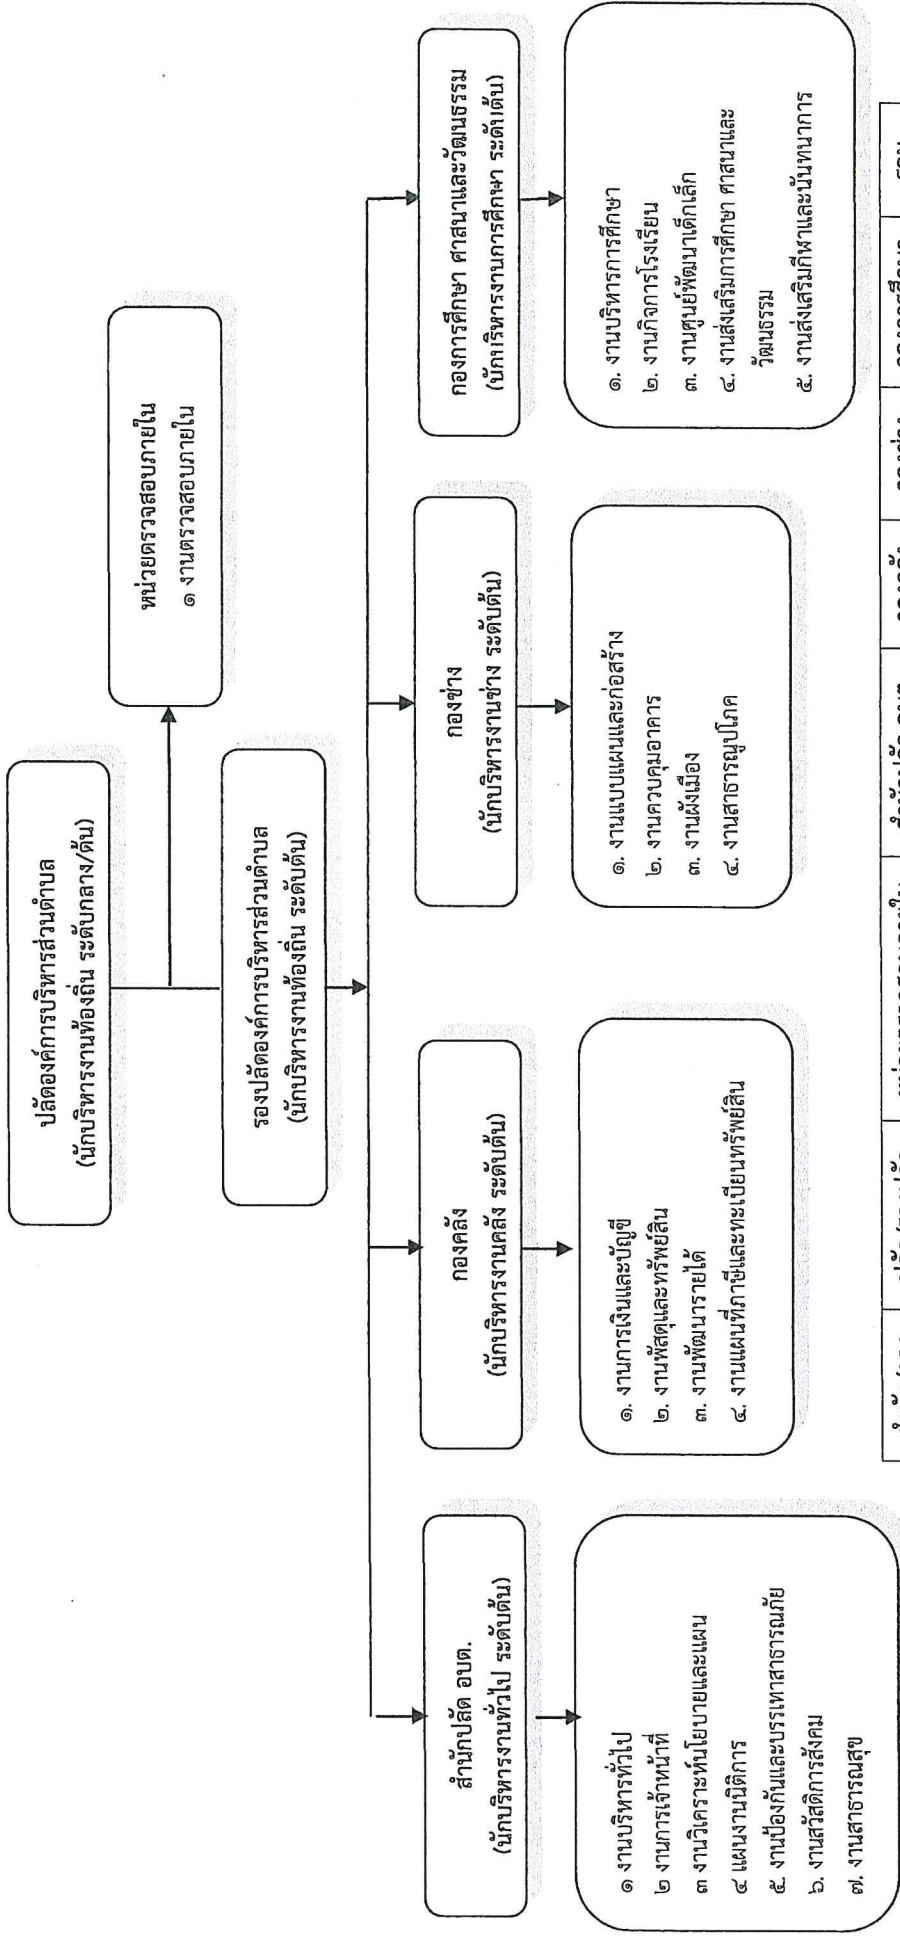 ปลัดองค์การบริหารส่วนตำบล
(นักบริหารงานท้องถิ่น ระดับกลาง/ต้น)
หน่วยตรวจสอบภายใน
๑ งานตรวจสอบภายใน
รองปลัดองค์การบริหารส่วนตำบล
(นักบริหารงานท้องถิ่น ระดับต้น)
สำนักปลัด อบต.
(นักบริหารงานทั่วไป ระดับต้น)
กองคลัง
(นักบริหารงานคลัง ระดับต้น)
กองช่าง
(นักบริหารงานช่าง ระดับต้น)
กองการศึกษา ศาสนาและวัฒนธรรม
(นักบริหารงานการศึกษา ระดับต้น)
๑ งานบริหารทั่วไป
๒ งานการเจ้าหน้าที่
๓ งานวิเคราะห์นโยบายและแผน
๔ แผนงานนิติการ
๕. งานป้องกันและบรรเทาสาธารณภัย
๖. งานสวัสดิการสังคม
๗. งานสาธารณสุข
๑. งานการเงินและบัญชี
๒. งานพัสดุและทรัพย์สิน
๓. งานพัฒนารายได้
๔. งานแผนที่ภาษีและทะเบียนทรัพย์สิน
๑. งานแบบแผนและก่อสร้าง
๒. งานควบคุมอาคาร
๓. งานผังเมือง
๔. งานสาธารณูปโภค
๑. งานบริหารการศึกษา
๒. งานกิจการโรงเรียน
๓. งานศูนย์พัฒนาเด็กเล็ก
๔. งานส่งเสริมการศึกษา ศาสนาและ
วัฒนธรรม
๕. งานส่งเสริมกีฬาและนันทนาการ